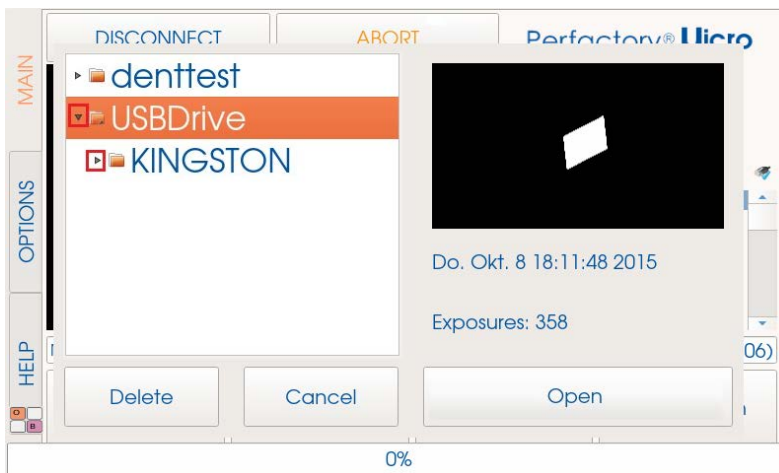 DISCONNECT
ABORT
Perfactory®
MAIN
denttest
USBDrive
KINGSTON
OPTIONS
Do. Okt. 8 18:11:48 2015
Exposures: 358
06)
HELP
Delete
Cancel
Open
O
B
0%